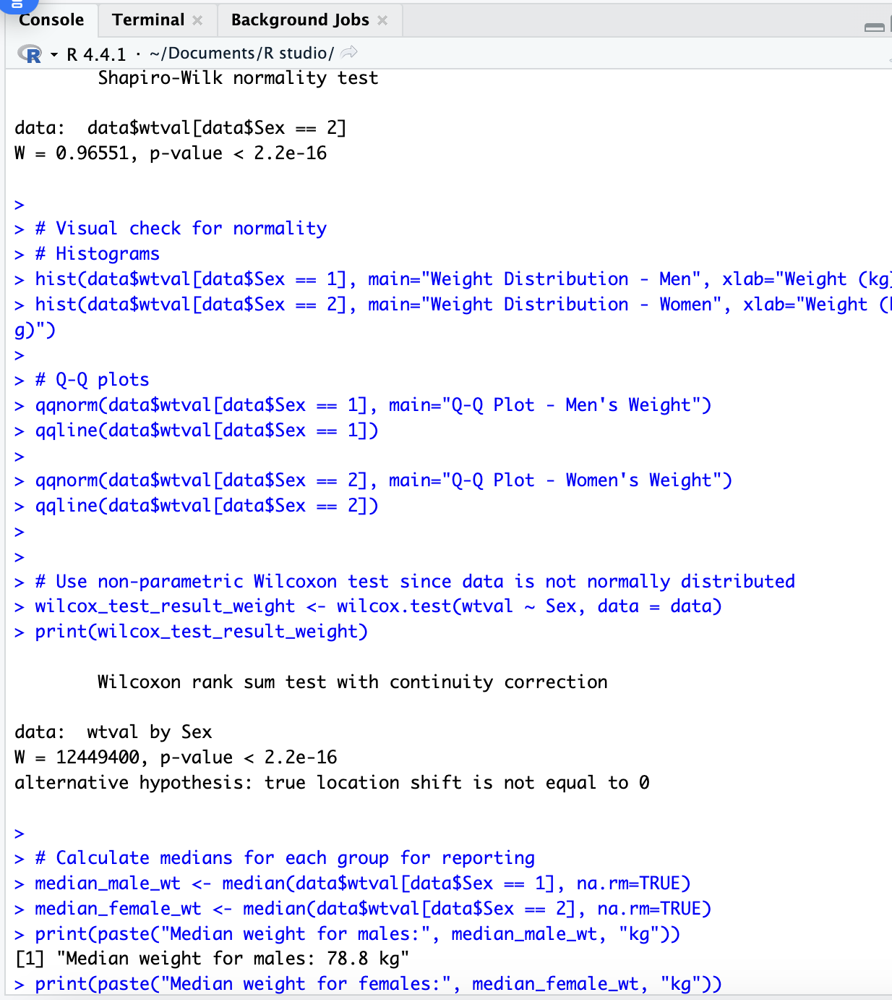 Console
Terminal
Background Jobs
R 4.4.1 · ~/Documents/R studio/
Shapiro-Wilk normality test
data:  data$wtval[data$Sex == 2]
W = 0.96551, p-value < 2.2e-16
>
> # Visual check for normality
> # Histograms
> hist(data$wtval[data$Sex == 1], main="Weight Distribution - Men", xlab="Weight (kg
> hist(data$wtval[data$Sex == 2], main="Weight Distribution - Women", xlab="Weight (
g)")
>
> # Q-Q plots
> qqnorm(data$wtval[data$Sex == 1], main="Q-Q Plot - Men's Weight")
> qqline(data$wtval[data$Sex == 1])
>
> qqnorm(data$wtval[data$Sex == 2], main="Q-Q Plot - Women's Weight")
> qqline(data$wtval[data$Sex == 2])
>
>
> # Use non-parametric Wilcoxon test since data is not normally distributed
> wilcox_test_result_weight <- wilcox.test(wtval ~ Sex, data = data)
> print(wilcox_test_result_weight)
Wilcoxon rank sum test with continuity correction
data:  wtval by Sex
W = 12449400, p-value < 2.2e-16
alternative hypothesis: true location shift is not equal to 0
>
> # Calculate medians for each group for reporting
> median_male_wt <- median(data$wtval[data$Sex == 1], na.rm=TRUE)
> median_female_wt <- median(data$wtval[data$Sex == 2], na.rm=TRUE)
> print(paste("Median weight for males:", median_male_wt, "kg"))
[1] "Median weight for males: 78.8 kg"
> print(paste("Median weight for females:", median_female_wt, "kg"))